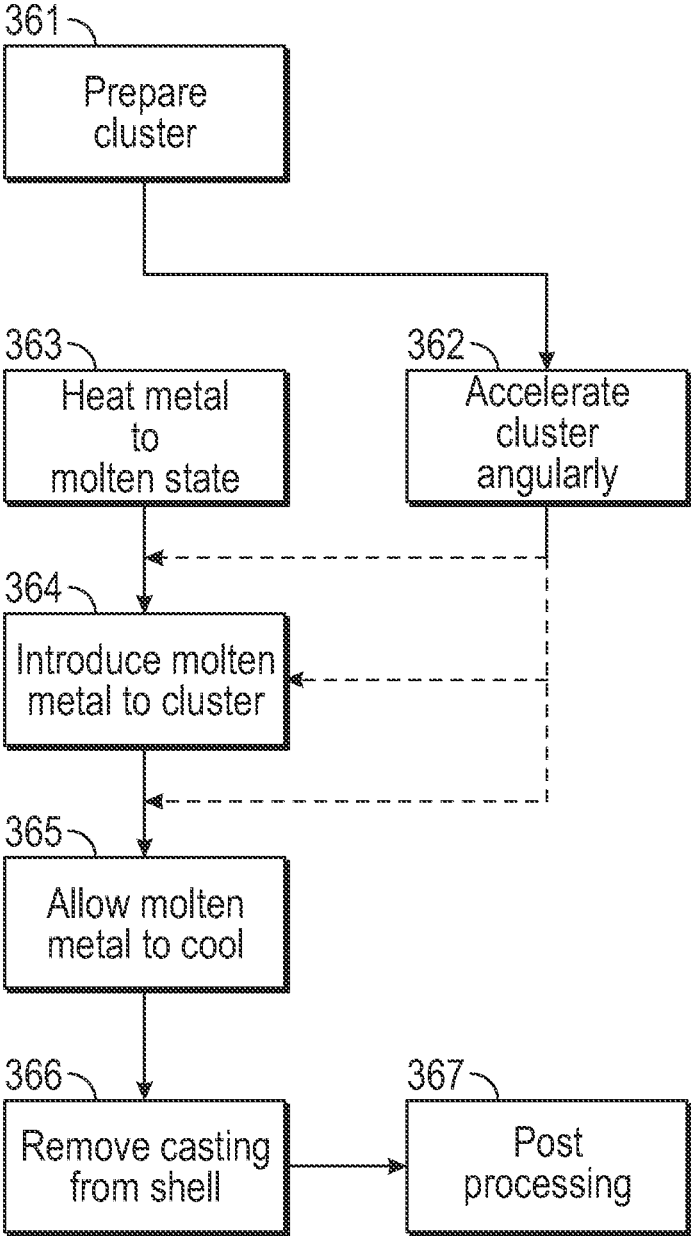 361
Prepare
cluster
363
Heat metal
to
molten state
362
Accelerate
cluster
angularly
364
Introduce molten
metal to cluster
365
Allow molten
metal to cool
366
Remove casting
from shell
367
Post
processing